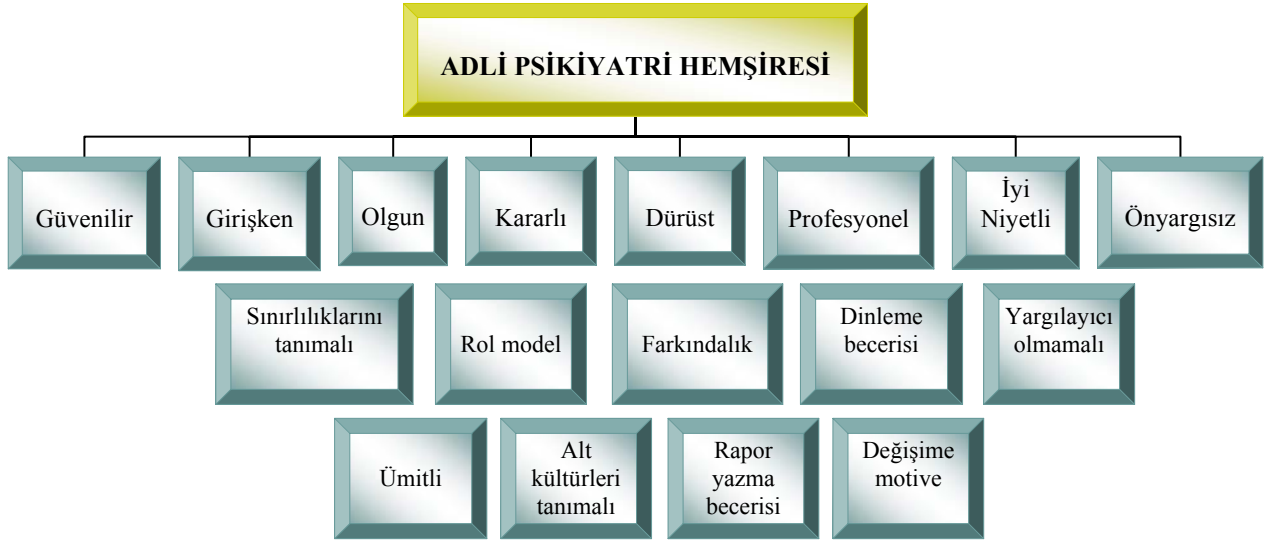 ADLİ PSİKİYATRİ HEMŞİRESİ
Güvenilir
Girişken
Olgun
Kararlı
Dürüst
Profesyonel
İyi
Niyetli
Önyargısız
Sınırlılıklarını
tanımalı
Rol model
Farkındalık
Dinleme
becerisi
Yargılayıcı
olmamalı
Ümitli
Alt
kültürleri
tanımalı
Rapor
yazma
becerisi
Değişime
motive